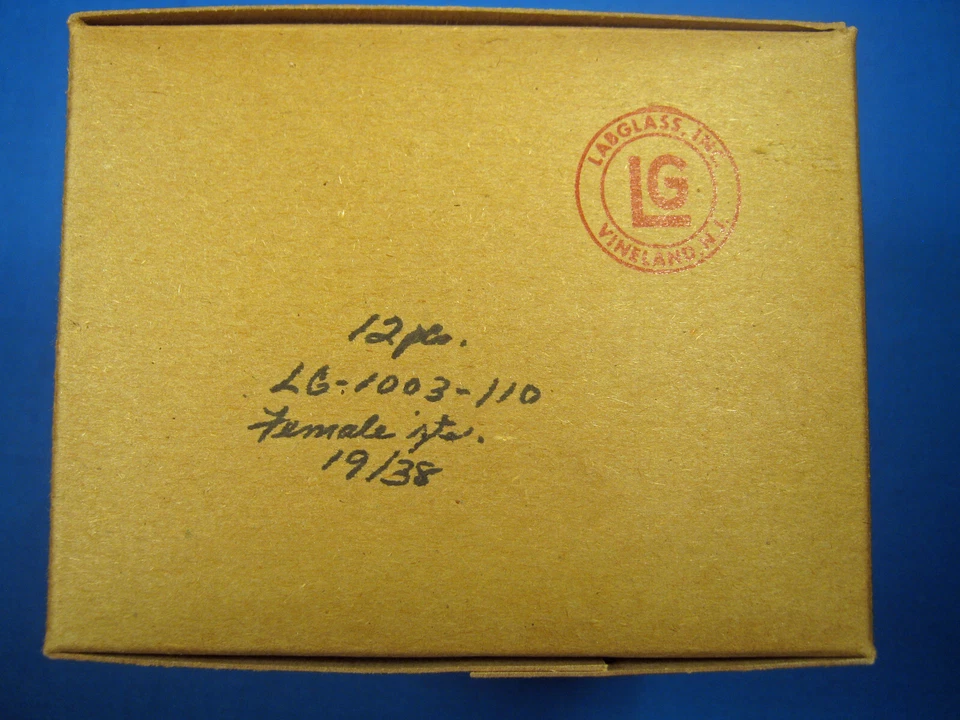 LABGLASS, INC.
LG
VINELAND, N.J.
12 pcs.
LG-1003-110
Female jts.
19/38